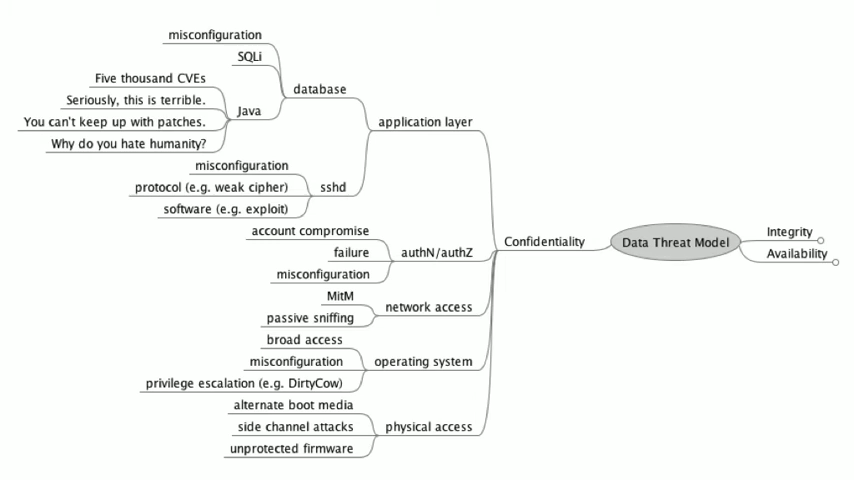 misconfiguration
SQLi
Five thousand CVEs
Seriously, this is terrible.
You can't keep up with patches.
Why do you hate humanity?
Java
database
misconfiguration
protocol (e.g. weak cipher)
software (e.g. exploit)
sshd
application layer
account compromise
failure
misconfiguration
authN/authZ
MitM
passive sniffing
network access
broad access
misconfiguration
privilege escalation (e.g. DirtyCow)
operating system
alternate boot media
side channel attacks
unprotected firmware
physical access
Confidentiality
Data Threat Model
Integrity
Availability